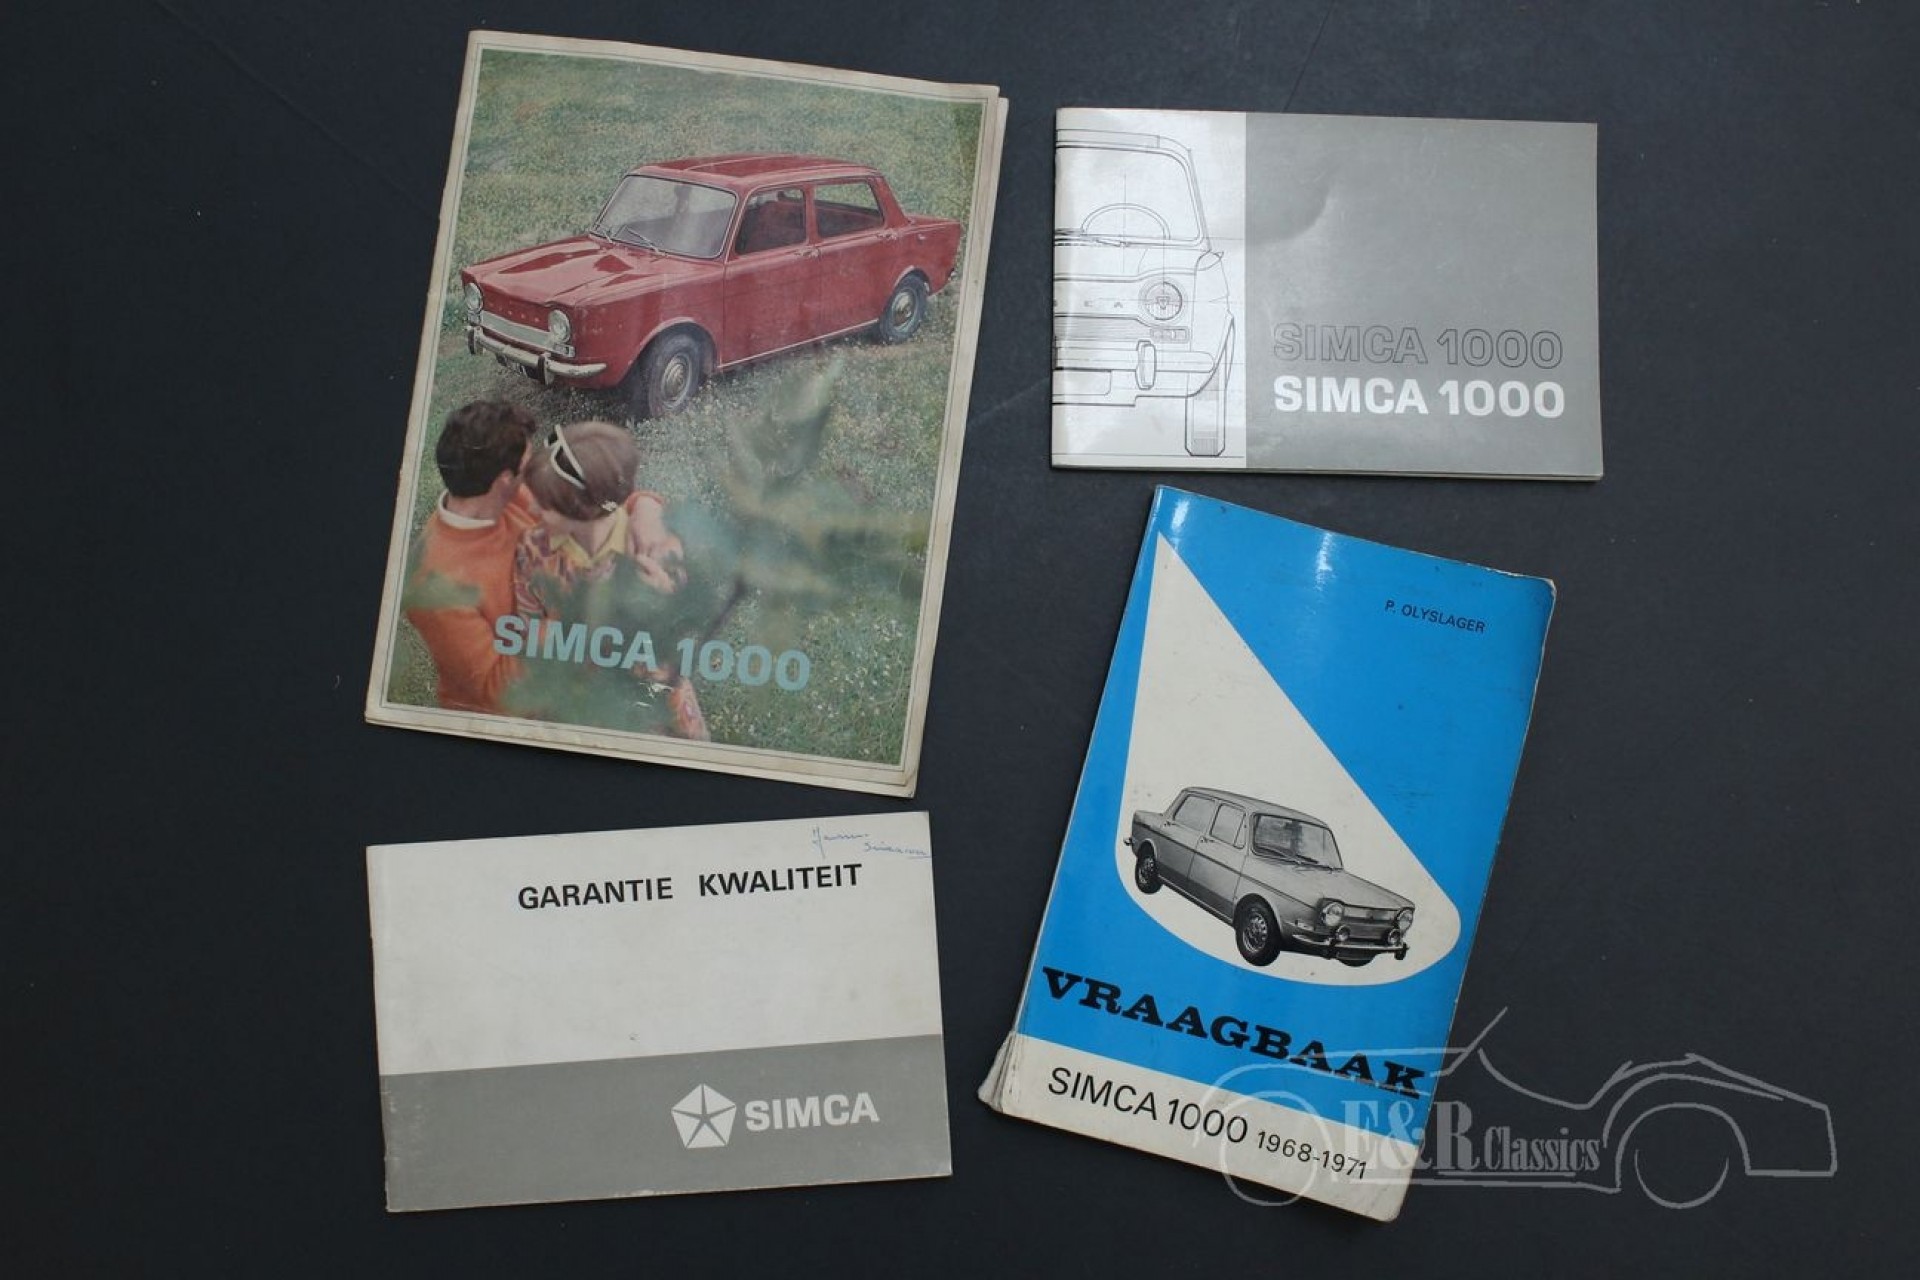 SIMCA 1000
SIMCA 1000
SIMCA 1000
GARANTIE KWALITEIT
SIMCA
P. OLYSLAGER
VRAAGBAAK
SIMCA 1000 1968-1971
E&R Classics